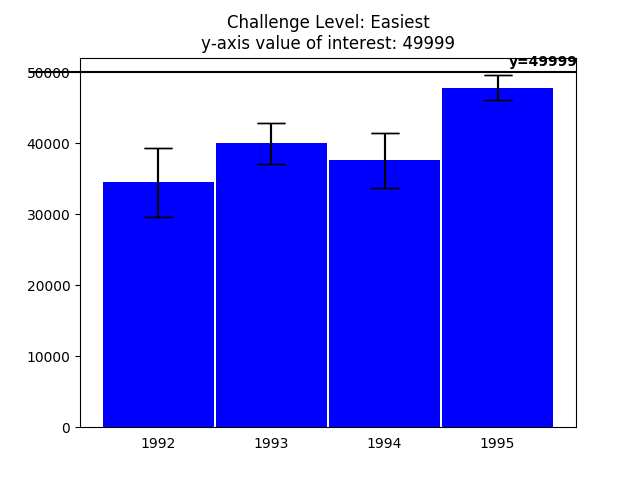 Challenge Level: Easiest
y-axis value of interest: 49999
y=49999
50000
40000
30000
20000
10000
0
1992 1993 1994 1995